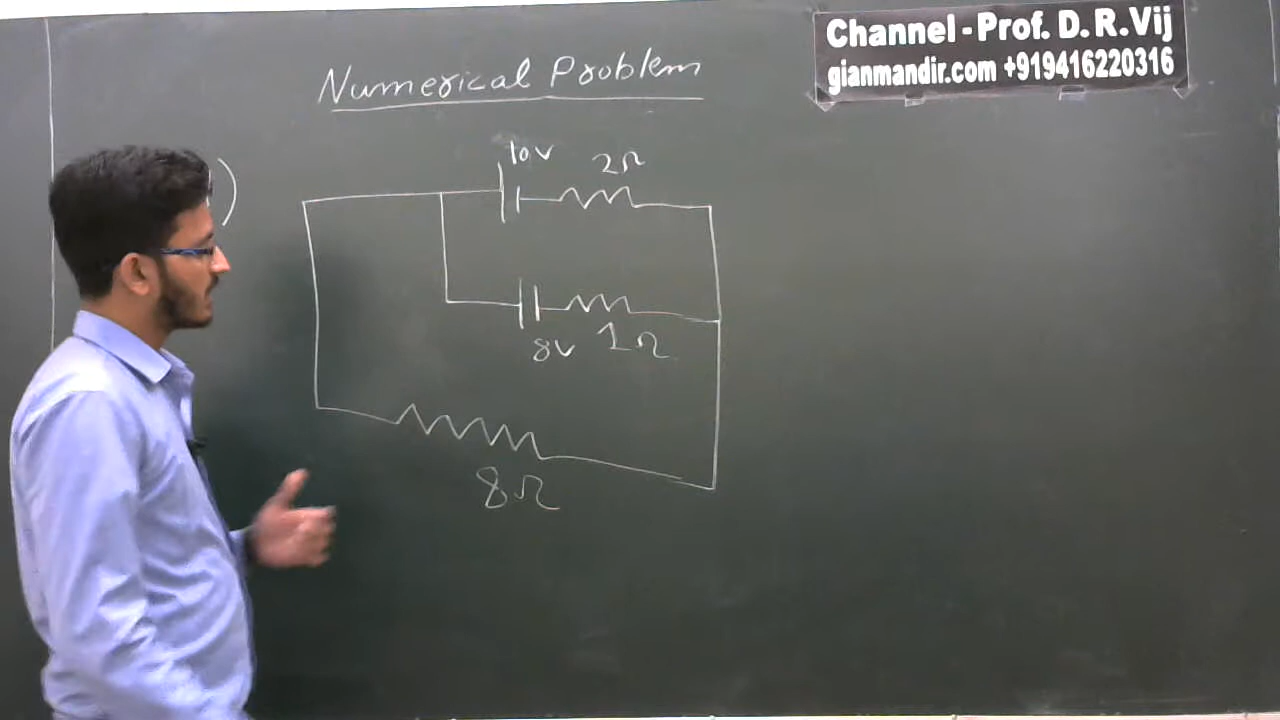 Channel - Prof. D. R. Vij
gianmandir.com +919416220316
Numerical Problem
10V
2Ω
8V
1Ω
8Ω